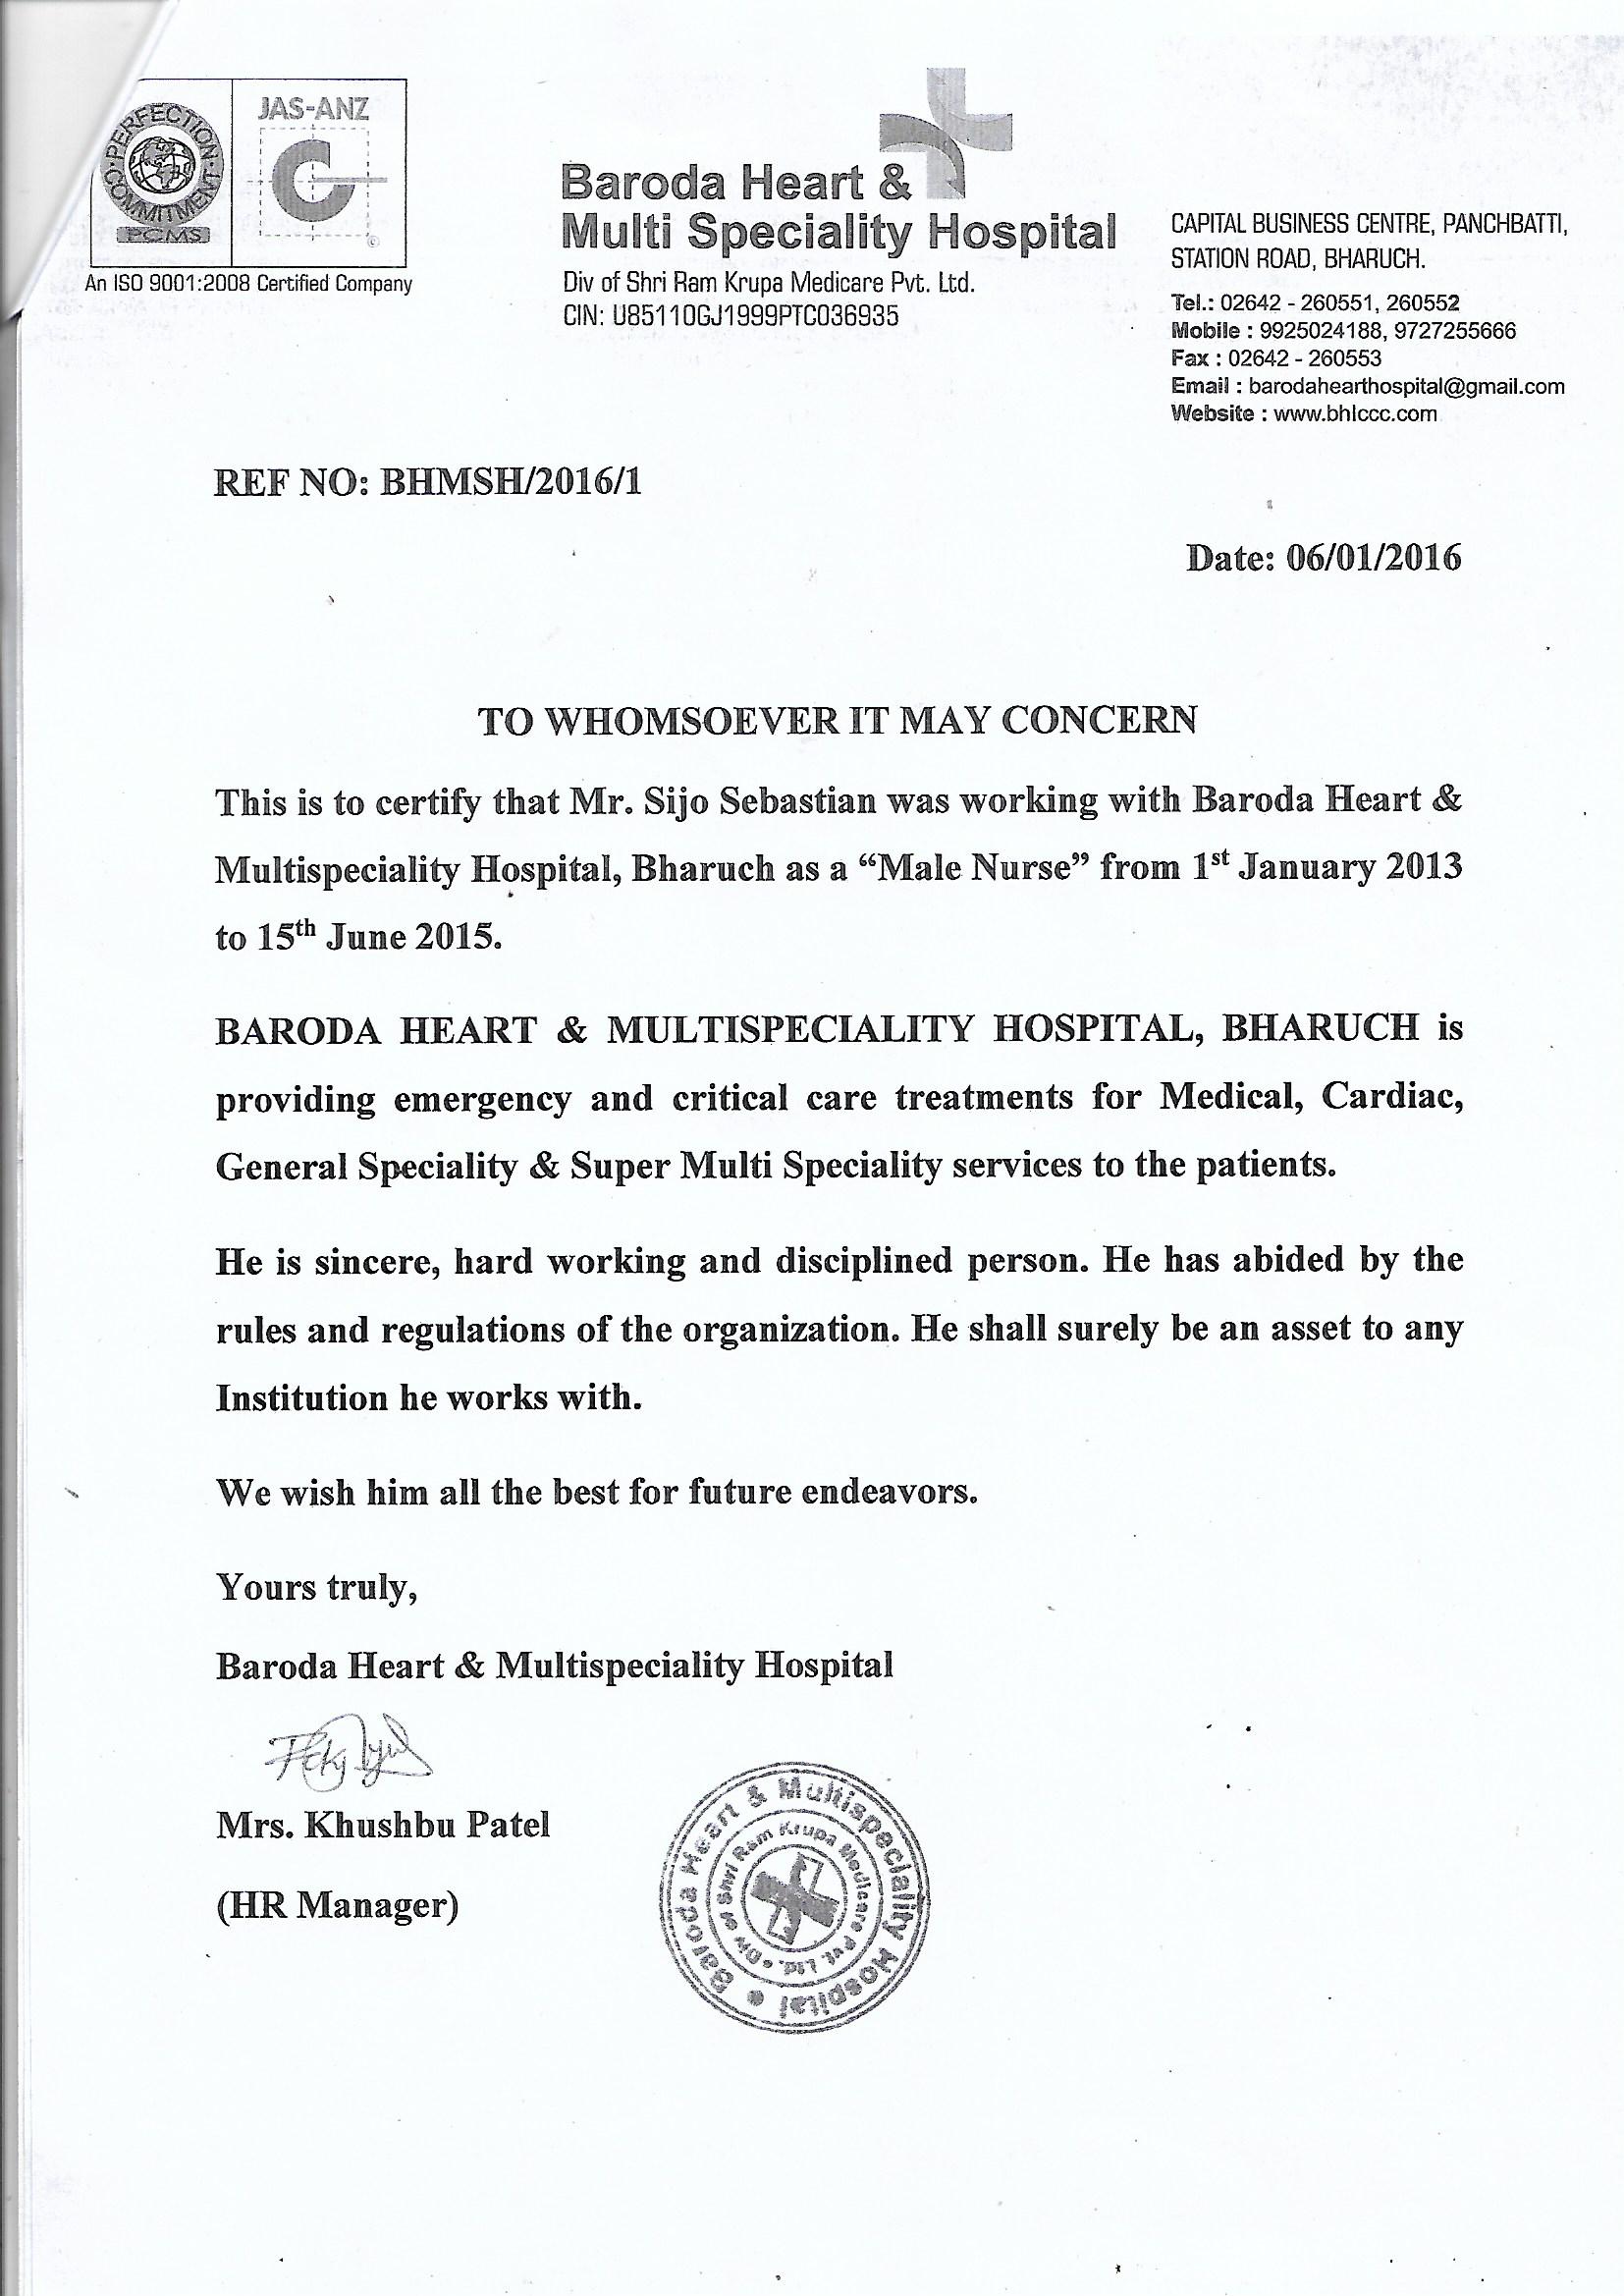 PERFECTION COMMITMENT
PCMS
JAS-ANZ
An ISO 9001:2008 Certified Company
Baroda Heart &
Multi Speciality Hospital
Div of Shri Ram Krupa Medicare Pvt. Ltd.
CIN: U85110GJ1999PTC036935
CAPITAL BUSINESS CENTRE, PANCHBATTI,
STATION ROAD, BHARUCH.
Tel.: 02642 - 260551, 260552
Mobile : 9925024188, 9727255666
Fax : 02642 - 260553
Email : barodahearthospital@gmail.com
Website : www.bhiccc.com
REF NO: BHMSH/2016/1
Date: 06/01/2016
TO WHOMSOEVER IT MAY CONCERN
This is to certify that Mr. Sijo Sebastian was working with Baroda Heart &
Multispeciality Hospital, Bharuch as a “Male Nurse” from 1st January 2013
to 15th June 2015.
BARODA HEART & MULTISPECIALITY HOSPITAL, BHARUCH is
providing emergency and critical care treatments for Medical, Cardiac,
General Speciality & Super Multi Speciality services to the patients.
He is sincere, hard working and disciplined person. He has abided by the
rules and regulations of the organization. He shall surely be an asset to any
Institution he works with.
We wish him all the best for future endeavors.
Yours truly,
Baroda Heart & Multispeciality Hospital
Mrs. Khushbu Patel
(HR Manager)
Baroda Heart & Multispeciality Hospital
Div of Shri Ram Krupa Medicare Pvt. Ltd.